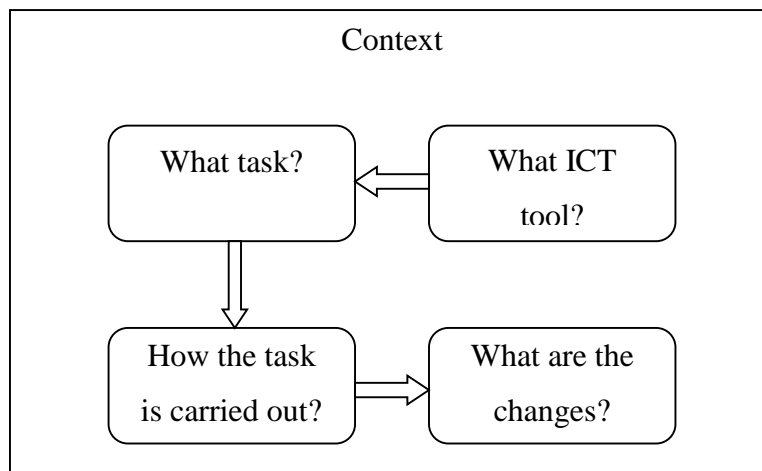 Context
What task?
What ICT
tool?
How the task
is carried out?
What are the
changes?